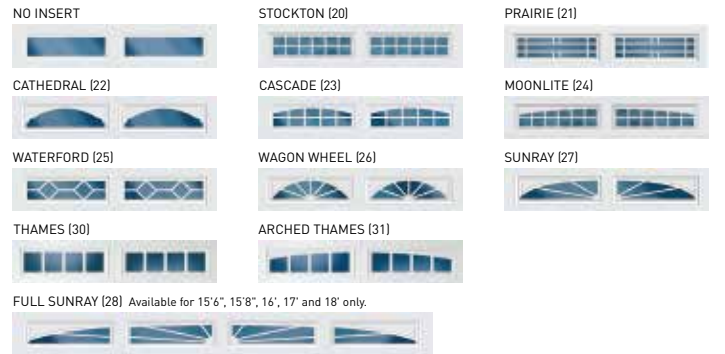 NO INSERT
STOCKTON (20)
PRAIRIE (21)
CATHEDRAL (22)
CASCADE (23)
MOONLITE (24)
WATERFORD (25)
WAGON WHEEL (26)
SUNRAY (27)
THAMES (30)
ARCHED THAMES (31)
FULL SUNRAY (28) Available for 15'6", 15'8", 16', 17' and 18' only.